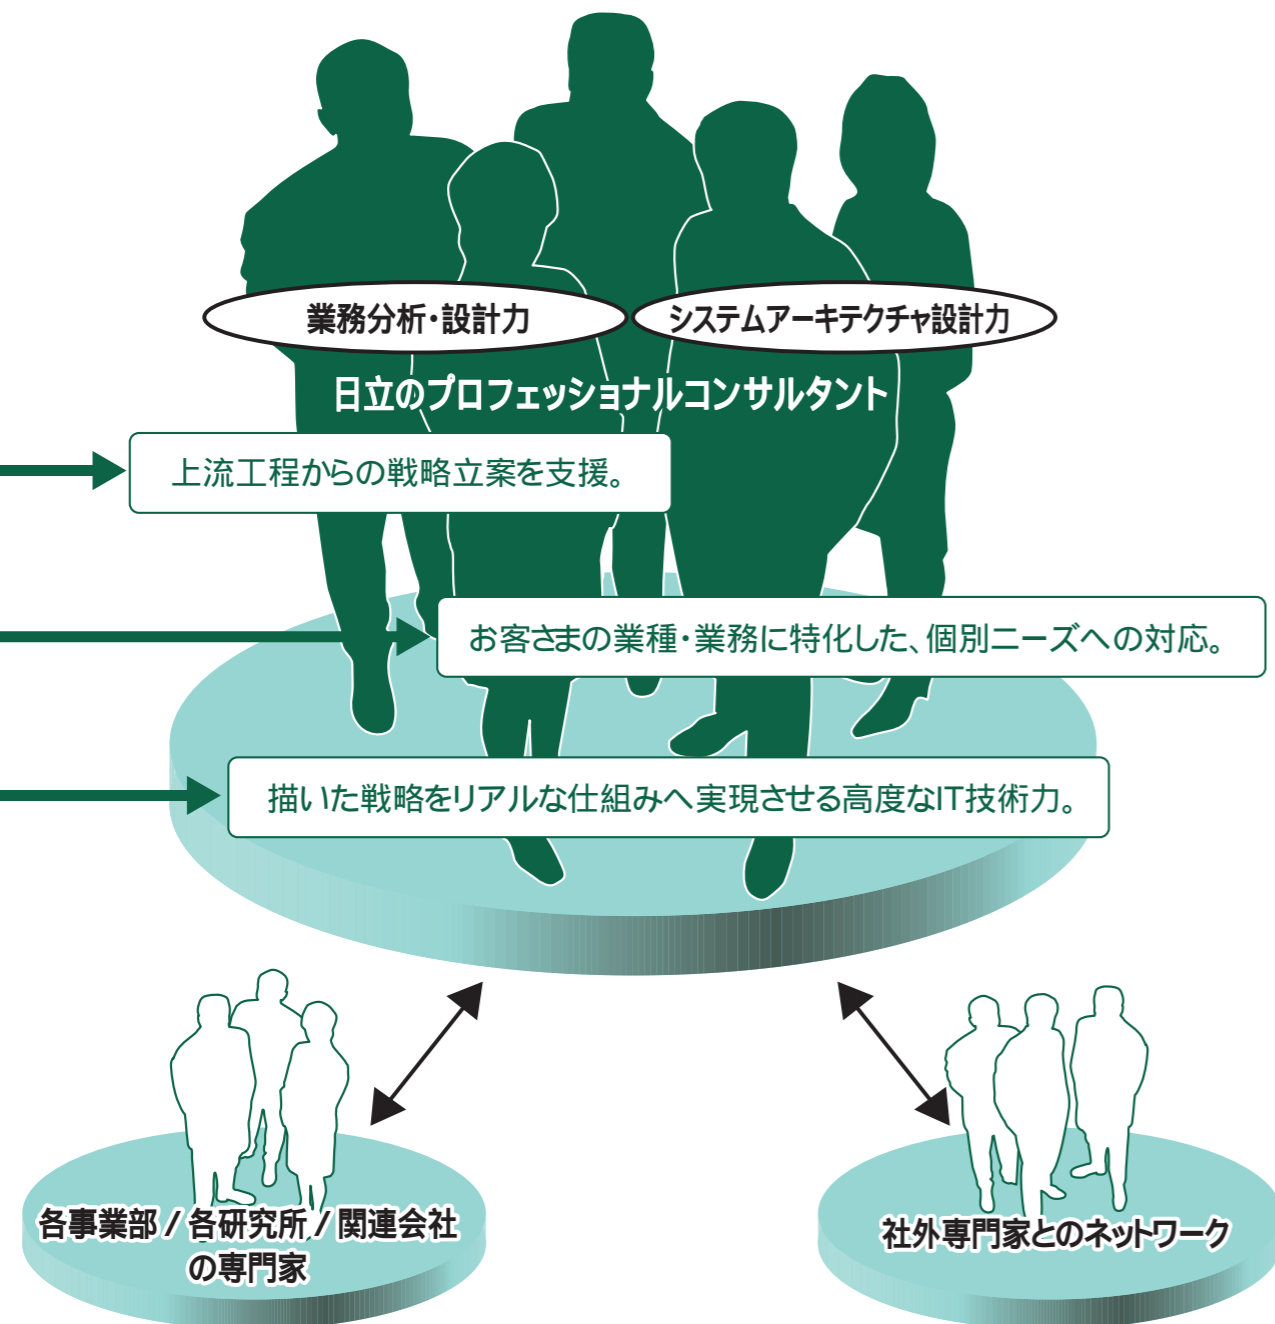 業務分析・設計力
システムアーキテクチャ設計力
日立のプロフェッショナルコンサルタント
上流工程からの戦略立案を支援。
お客さまの業種・業務に特化した、個別ニーズへの対応。
描いた戦略をリアルな仕組みへ実現させる高度なIT技術力。
各事業部 / 各研究所 / 関連会社
の専門家
社外専門家とのネットワーク